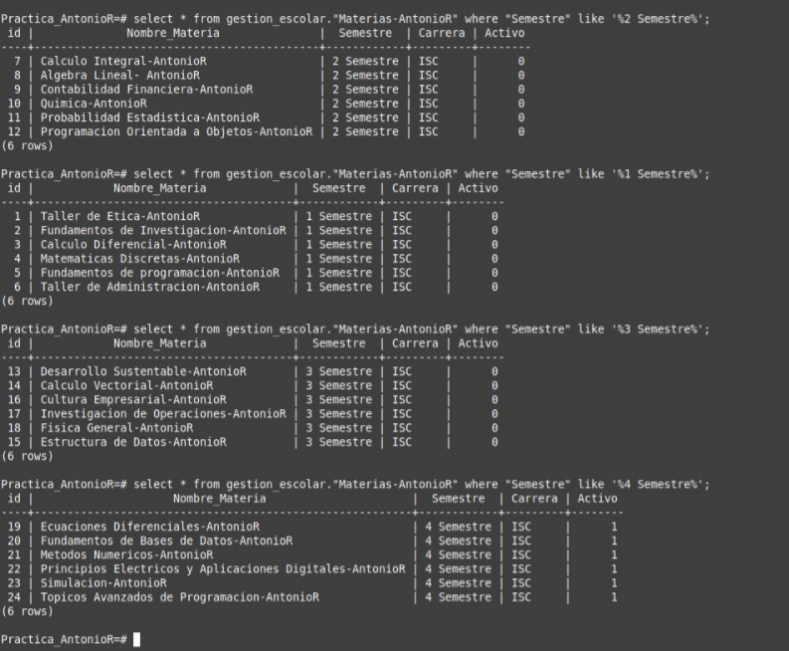 Practica_AntonioR=# select * from gestion_escolar."Materias-AntonioR" where "Semestre" like '%2 Semestre%';
 id |              Nombre_Materia              |  Semestre  | Carrera | Activo
----+------------------------------------------+------------+---------+--------
  7 | Calculo Integral-AntonioR                | 2 Semestre | ISC     |      0
  8 | Algebra Lineal- AntonioR                 | 2 Semestre | ISC     |      0
  9 | Contabilidad Financiera-AntonioR         | 2 Semestre | ISC     |      0
 10 | Quimica-AntonioR                         | 2 Semestre | ISC     |      0
 11 | Probabilidad Estadistica-AntonioR        | 2 Semestre | ISC     |      0
 12 | Programacion Orientada a Objetos-AntonioR | 2 Semestre | ISC     |      0
(6 rows)
Practica_AntonioR=# select * from gestion_escolar."Materias-AntonioR" where "Semestre" like '%1 Semestre%';
 id |            Nombre_Materia             |  Semestre  | Carrera | Activo
----+---------------------------------------+------------+---------+--------
  1 | Taller de Etica-AntonioR              | 1 Semestre | ISC     |      0
  2 | Fundamentos de Investigacion-AntonioR | 1 Semestre | ISC     |      0
  3 | Calculo Diferencial-AntonioR          | 1 Semestre | ISC     |      0
  4 | Matematicas Discretas-AntonioR        | 1 Semestre | ISC     |      0
  5 | Fundamentos de programacion-AntonioR  | 1 Semestre | ISC     |      0
  6 | Taller de Administracion-AntonioR     | 1 Semestre | ISC     |      0
(6 rows)
Practica_AntonioR=# select * from gestion_escolar."Materias-AntonioR" where "Semestre" like '%3 Semestre%';
 id |            Nombre_Materia             |  Semestre  | Carrera | Activo
----+---------------------------------------+------------+---------+--------
 13 | Desarrollo Sustentable-AntonioR       | 3 Semestre | ISC     |      0
 14 | Calculo Vectorial-AntonioR            | 3 Semestre | ISC     |      0
 16 | Cultura Empresarial-AntonioR          | 3 Semestre | ISC     |      0
 17 | Investigacion de Operaciones-AntonioR | 3 Semestre | ISC     |      0
 18 | Fisica General-AntonioR               | 3 Semestre | ISC     |      0
 15 | Estructura de Datos-AntonioR          | 3 Semestre | ISC     |      0
(6 rows)
Practica_AntonioR=# select * from gestion_escolar."Materias-AntonioR" where "Semestre" like '%4 Semestre%';
 id |                     Nombre_Materia                      |  Semestre  | Carrera | Activo
----+---------------------------------------------------------+------------+---------+--------
 19 | Ecuaciones Diferenciales-AntonioR                       | 4 Semestre | ISC     |      1
 20 | Fundamentos de Bases de Datos-AntonioR                  | 4 Semestre | ISC     |      1
 21 | Metodos Numericos-AntonioR                              | 4 Semestre | ISC     |      1
 22 | Principios Electricos y Aplicaciones Digitales-AntonioR | 4 Semestre | ISC     |      1
 23 | Simulacion-AntonioR                                     | 4 Semestre | ISC     |      1
 24 | Topicos Avanzados de Programacion-AntonioR              | 4 Semestre | ISC     |      1
(6 rows)
Practica_AntonioR=#